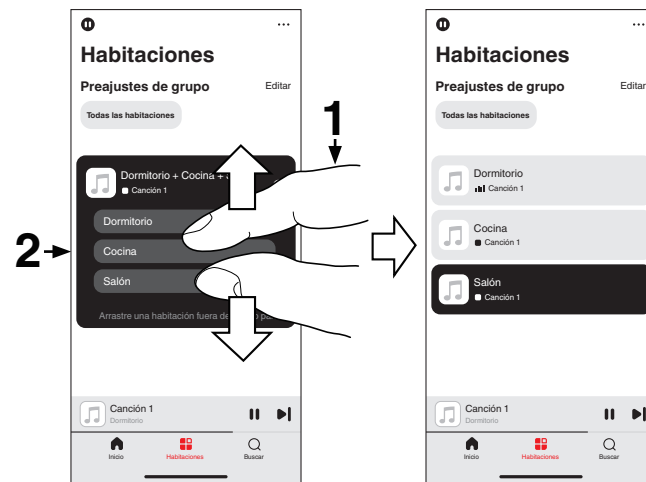 Habitaciones
Preajustes de grupo Editar
Todas las habitaciones
1
Dormitorio + Cocina +
Canción 1
Dormitorio
2
Cocina
Salón
Arrastre una habitación fuera de
Canción 1
Dormitorio
Inicio Habitaciones Buscar
Habitaciones
Preajustes de grupo Editar
Todas las habitaciones
Dormitorio
Canción 1
Cocina
Canción 1
Salón
Canción 1
Canción 1
Dormitorio
Inicio Habitaciones Buscar